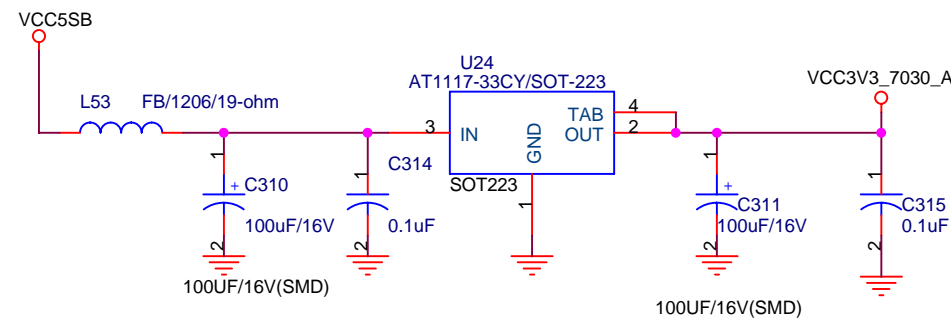 VCC5SB
U24
AT1117-33CY/SOT-223
VCC3V3_7030_A
L53 FB/1206/19-ohm
TAB 4
3 IN OUT 2
GND
C314
SOT223
1 1 1 1 1
+ C310
+ C311
C315
100uF/16V
0.1uF
100uF/16V
0.1uF
2 2 2 2
100UF/16V(SMD)
100UF/16V(SMD)